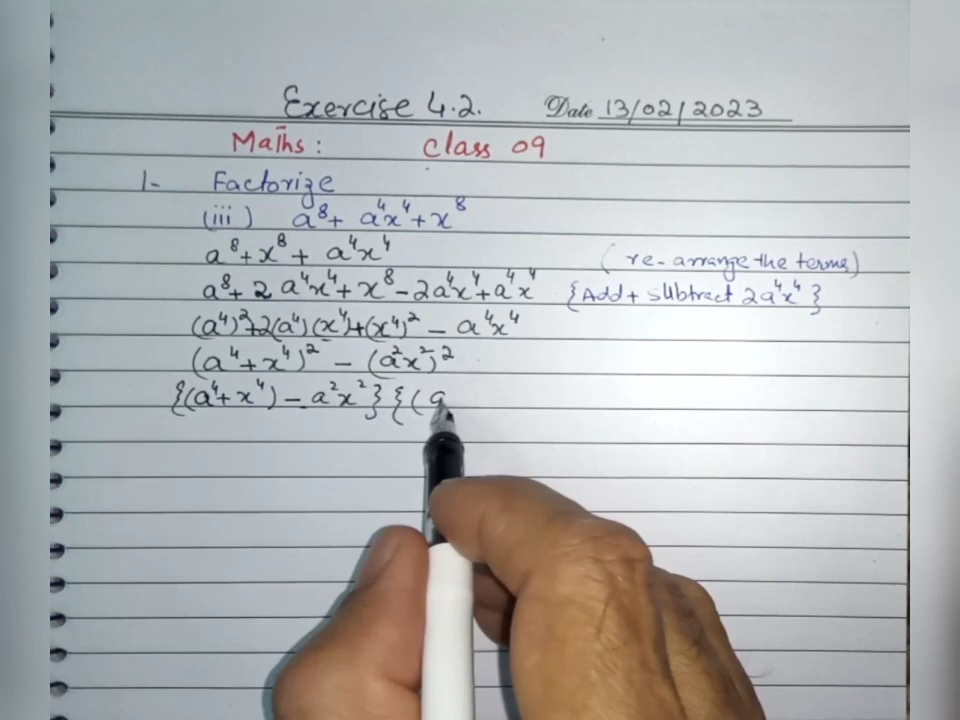 Exercise 4.2. Date 13/02/2023
Maths: Class 09
1- Factorize
(iii) a⁸+ a⁴x⁴+x⁸
a⁸+x⁸+ a⁴x⁴ (re-arrange the terms)
a⁸+2a⁴x⁴+x⁸-2a⁴x⁴+a⁴x⁴ {Add+subtract 2a⁴x⁴}
(a⁴)²+2(a⁴)(x⁴)+(x⁴)² - a⁴x⁴
(a⁴+x⁴)² - (a²x²)²
{(a⁴+x⁴) - a²x²} {(a